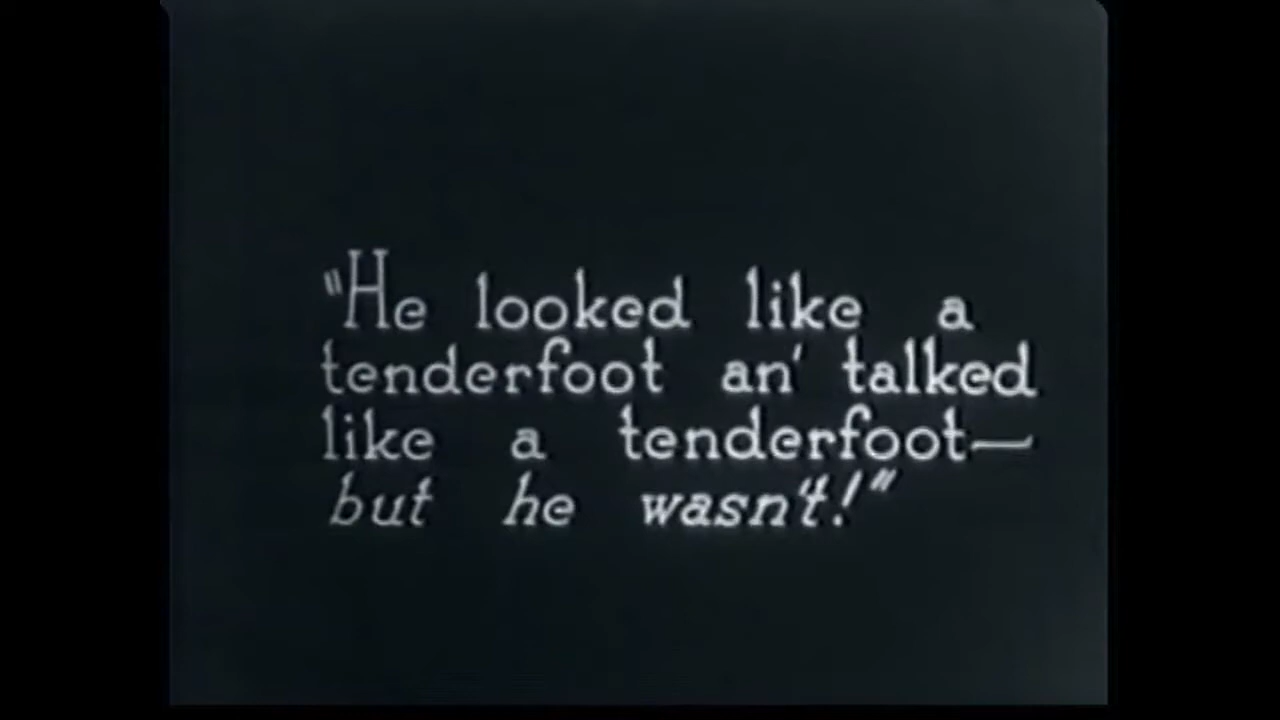 "He looked like a
tenderfoot an' talked
like a tenderfoot—
but he wasn't!"